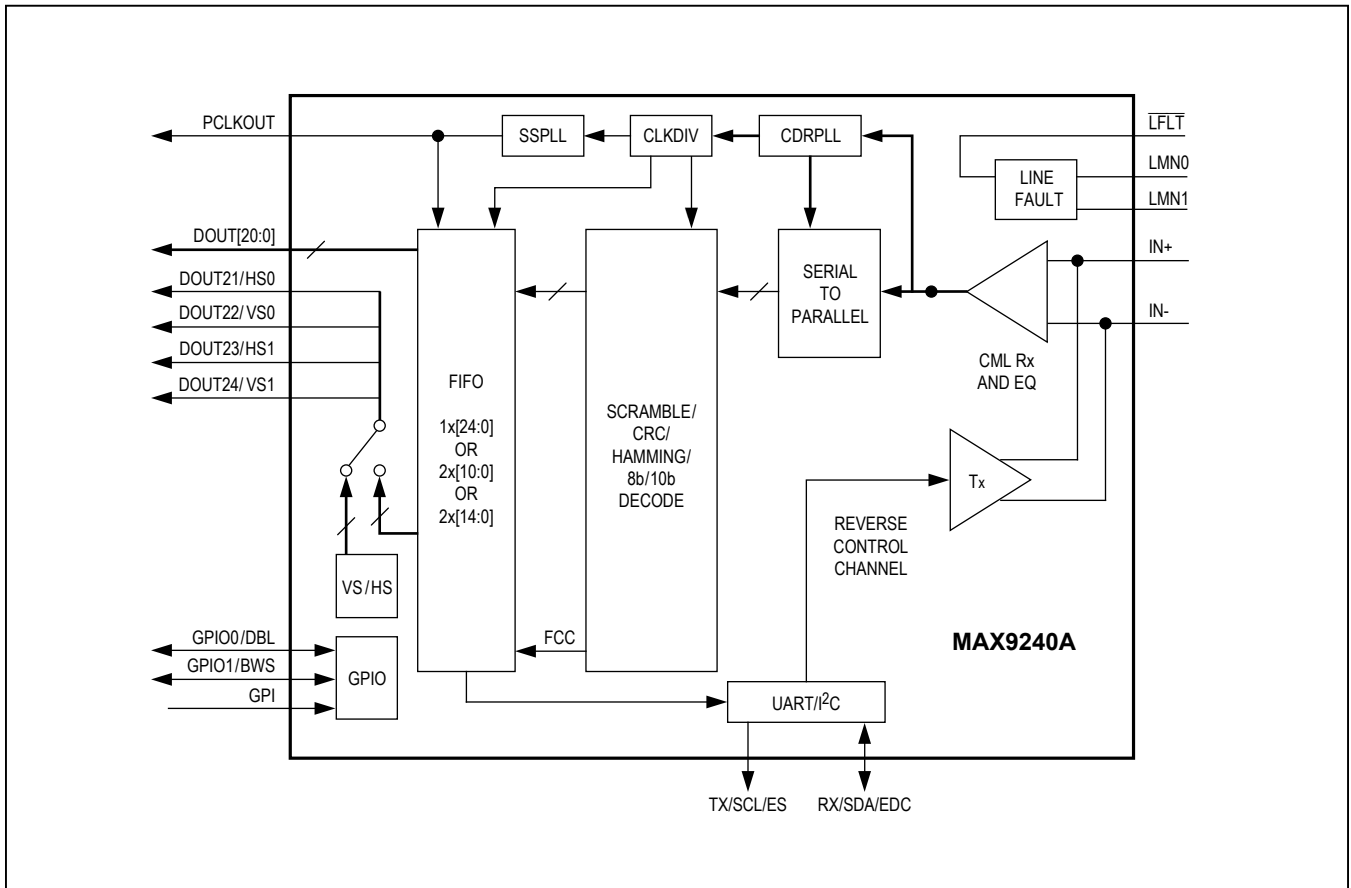 PCLKOUT
SSPLL
CLKDIV
CDRPLL
LFLT
LINE
FAULT
LMN0
LMN1
DOUT[20:0]
DOUT21/HS0
DOUT22/VS0
DOUT23/HS1
DOUT24/VS1
FIFO
1x[24:0]
OR
2x[10:0]
OR
2x[14:0]
SCRAMBLE/
CRC/
HAMMING/
8b/10b
DECODE
SERIAL
TO
PARALLEL
IN+
IN-
CML Rx
AND EQ
Tx
REVERSE
CONTROL
CHANNEL
VS/HS
FCC
MAX9240A
GPIO0/DBL
GPIO1/BWS
GPI
GPIO
UART/I²C
TX/SCL/ES
RX/SDA/EDC